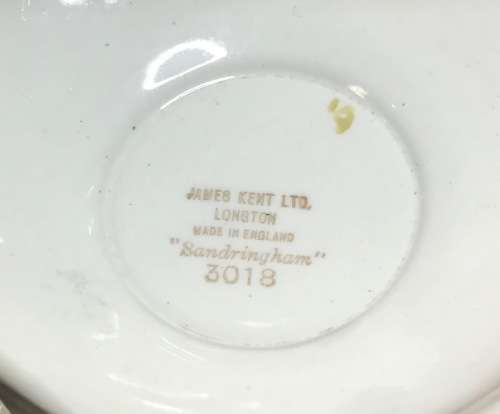 JAMES KENT LTD.
LONGTON
MADE IN ENGLAND
"Sandringham"
3018